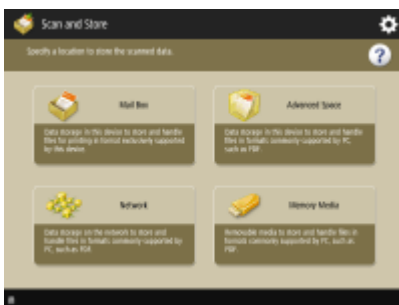 Scan and Store
Specify a location to store the scanned data.
Mail Box
Advanced Space
Data storage in this device to store and handle
files for printing in format exclusively supported
by this device.
Data storage in this device to store and handle
files in formats commonly supported by PC,
such as PDF.
Network
Memory Media
Data storage on the network to store and
handle files in formats commonly supported by
PC, such as PDF.
Removable media to store and handle files in
formats commonly supported by PC, such as
PDF.